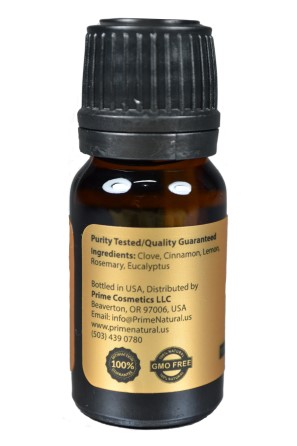 Purity Tested/Quality Guaranteed
Ingredients: Clove, Cinnamon, Lemon,
Rosemary, Eucalyptus
Bottled in USA, Distributed by
Prime Cosmetics LLC
Beaverton, OR 97006, USA
Email: info@PrimeNatural.us
www.primenatural.us
(503) 439 0780
100%
NATURAL
GMO FREE